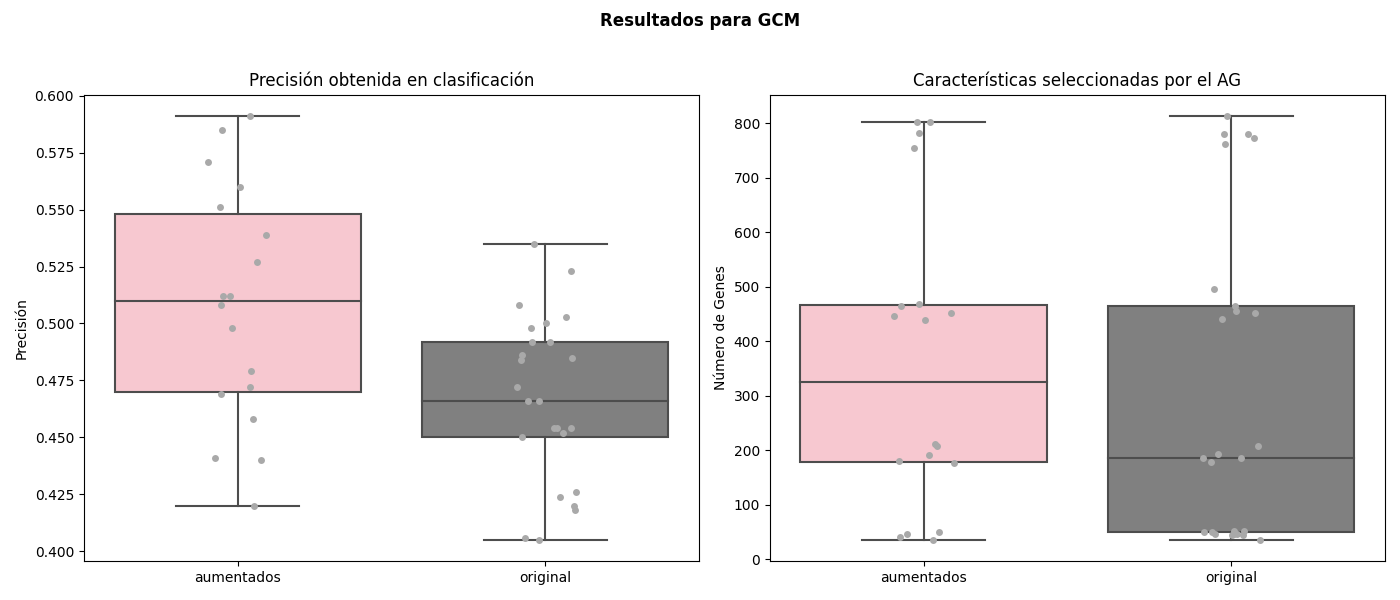 Resultados para GCM
Precisión obtenida en clasificación
Precisión
0.600
0.575
0.550
0.525
0.500
0.475
0.450
0.425
0.400
aumentados
original
Características seleccionadas por el AG
Número de Genes
800
700
600
500
400
300
200
100
0
aumentados
original